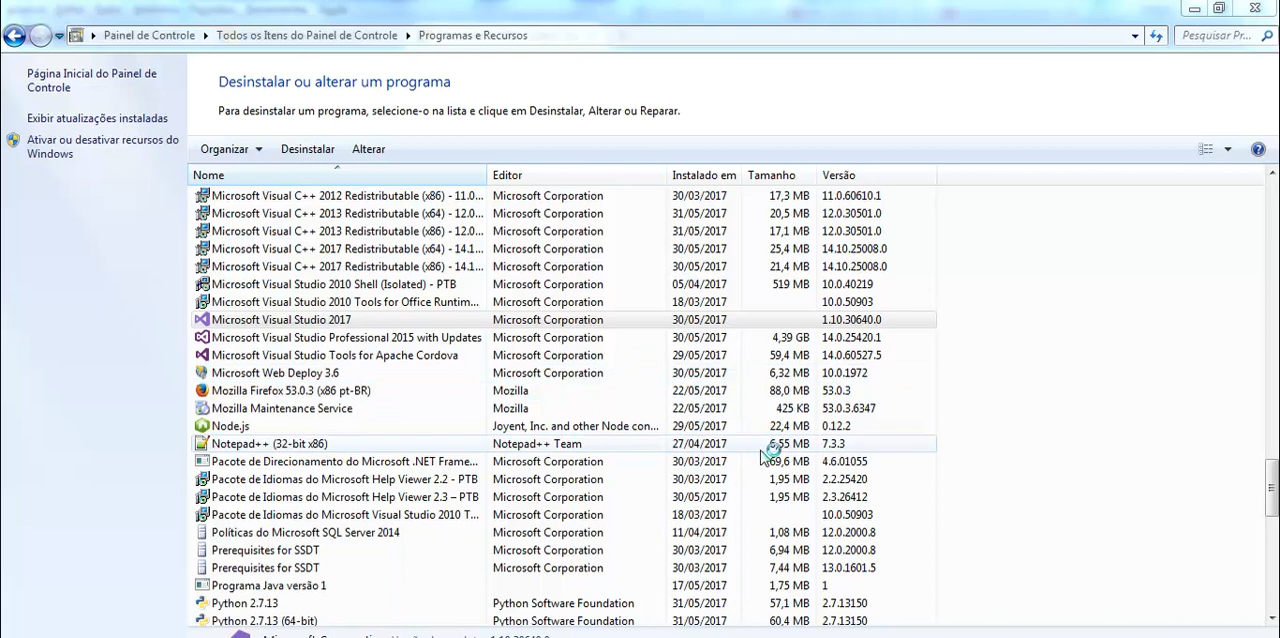 Painel de Controle Todos os Itens do Painel de Controle Programas e Recursos Pesquisar Pr...
Página Inicial do Painel de Controle
Exibir atualizações instaladas
Ativar ou desativar recursos do Windows
Desinstalar ou alterar um programa
Para desinstalar um programa, selecione-o na lista e clique em Desinstalar, Alterar ou Reparar.
Organizar Desinstalar Alterar
Nome Editor Instalado em Tamanho Versão
Microsoft Visual C++ 2012 Redistributable (x86) - 11.0... Microsoft Corporation 30/03/2017 17,3 MB 11.0.60610.1
Microsoft Visual C++ 2013 Redistributable (x64) - 12.0... Microsoft Corporation 31/05/2017 20,5 MB 12.0.30501.0
Microsoft Visual C++ 2013 Redistributable (x86) - 12.0... Microsoft Corporation 31/05/2017 17,1 MB 12.0.30501.0
Microsoft Visual C++ 2017 Redistributable (x64) - 14.1... Microsoft Corporation 30/05/2017 25,4 MB 14.10.25008.0
Microsoft Visual C++ 2017 Redistributable (x86) - 14.1... Microsoft Corporation 30/05/2017 21,4 MB 14.10.25008.0
Microsoft Visual Studio 2010 Shell (Isolated) - PTB Microsoft Corporation 05/04/2017 519 MB 10.0.40219
Microsoft Visual Studio 2010 Tools for Office Runtim... Microsoft Corporation 18/03/2017 10.0.50903
Microsoft Visual Studio 2017 Microsoft Corporation 30/05/2017 1.10.30640.0
Microsoft Visual Studio Professional 2015 with Updates Microsoft Corporation 30/05/2017 4,39 GB 14.0.25420.1
Microsoft Visual Studio Tools for Apache Cordova Microsoft Corporation 29/05/2017 59,4 MB 14.0.60527.5
Microsoft Web Deploy 3.6 Microsoft Corporation 30/05/2017 6,32 MB 10.0.1972
Mozilla Firefox 53.0.3 (x86 pt-BR) Mozilla 22/05/2017 88,0 MB 53.0.3
Mozilla Maintenance Service Mozilla 22/05/2017 425 KB 53.0.3.6347
Node.js Joyent, Inc. and other Node con... 29/05/2017 22,4 MB 0.12.2
Notepad++ (32-bit x86) Notepad++ Team 27/04/2017 6,55 MB 7.3.3
Pacote de Direcionamento do Microsoft .NET Frame... Microsoft Corporation 30/03/2017 69,6 MB 4.6.01055
Pacote de Idiomas do Microsoft Help Viewer 2.2 - PTB Microsoft Corporation 30/03/2017 1,95 MB 2.2.25420
Pacote de Idiomas do Microsoft Help Viewer 2.3 – PTB Microsoft Corporation 30/05/2017 1,95 MB 2.3.26412
Pacote de Idiomas do Microsoft Visual Studio 2010 T... Microsoft Corporation 18/03/2017 10.0.50903
Políticas do Microsoft SQL Server 2014 Microsoft Corporation 11/04/2017 1,08 MB 12.0.2000.8
Prerequisites for SSDT Microsoft Corporation 30/03/2017 6,94 MB 12.0.2000.8
Prerequisites for SSDT Microsoft Corporation 30/03/2017 7,44 MB 13.0.1601.5
Programa Java versão 1 17/05/2017 1,75 MB 1
Python 2.7.13 Python Software Foundation 31/05/2017 57,1 MB 2.7.13150
Python 2.7.13 (64-bit) Python Software Foundation 31/05/2017 60,4 MB 2.7.13150